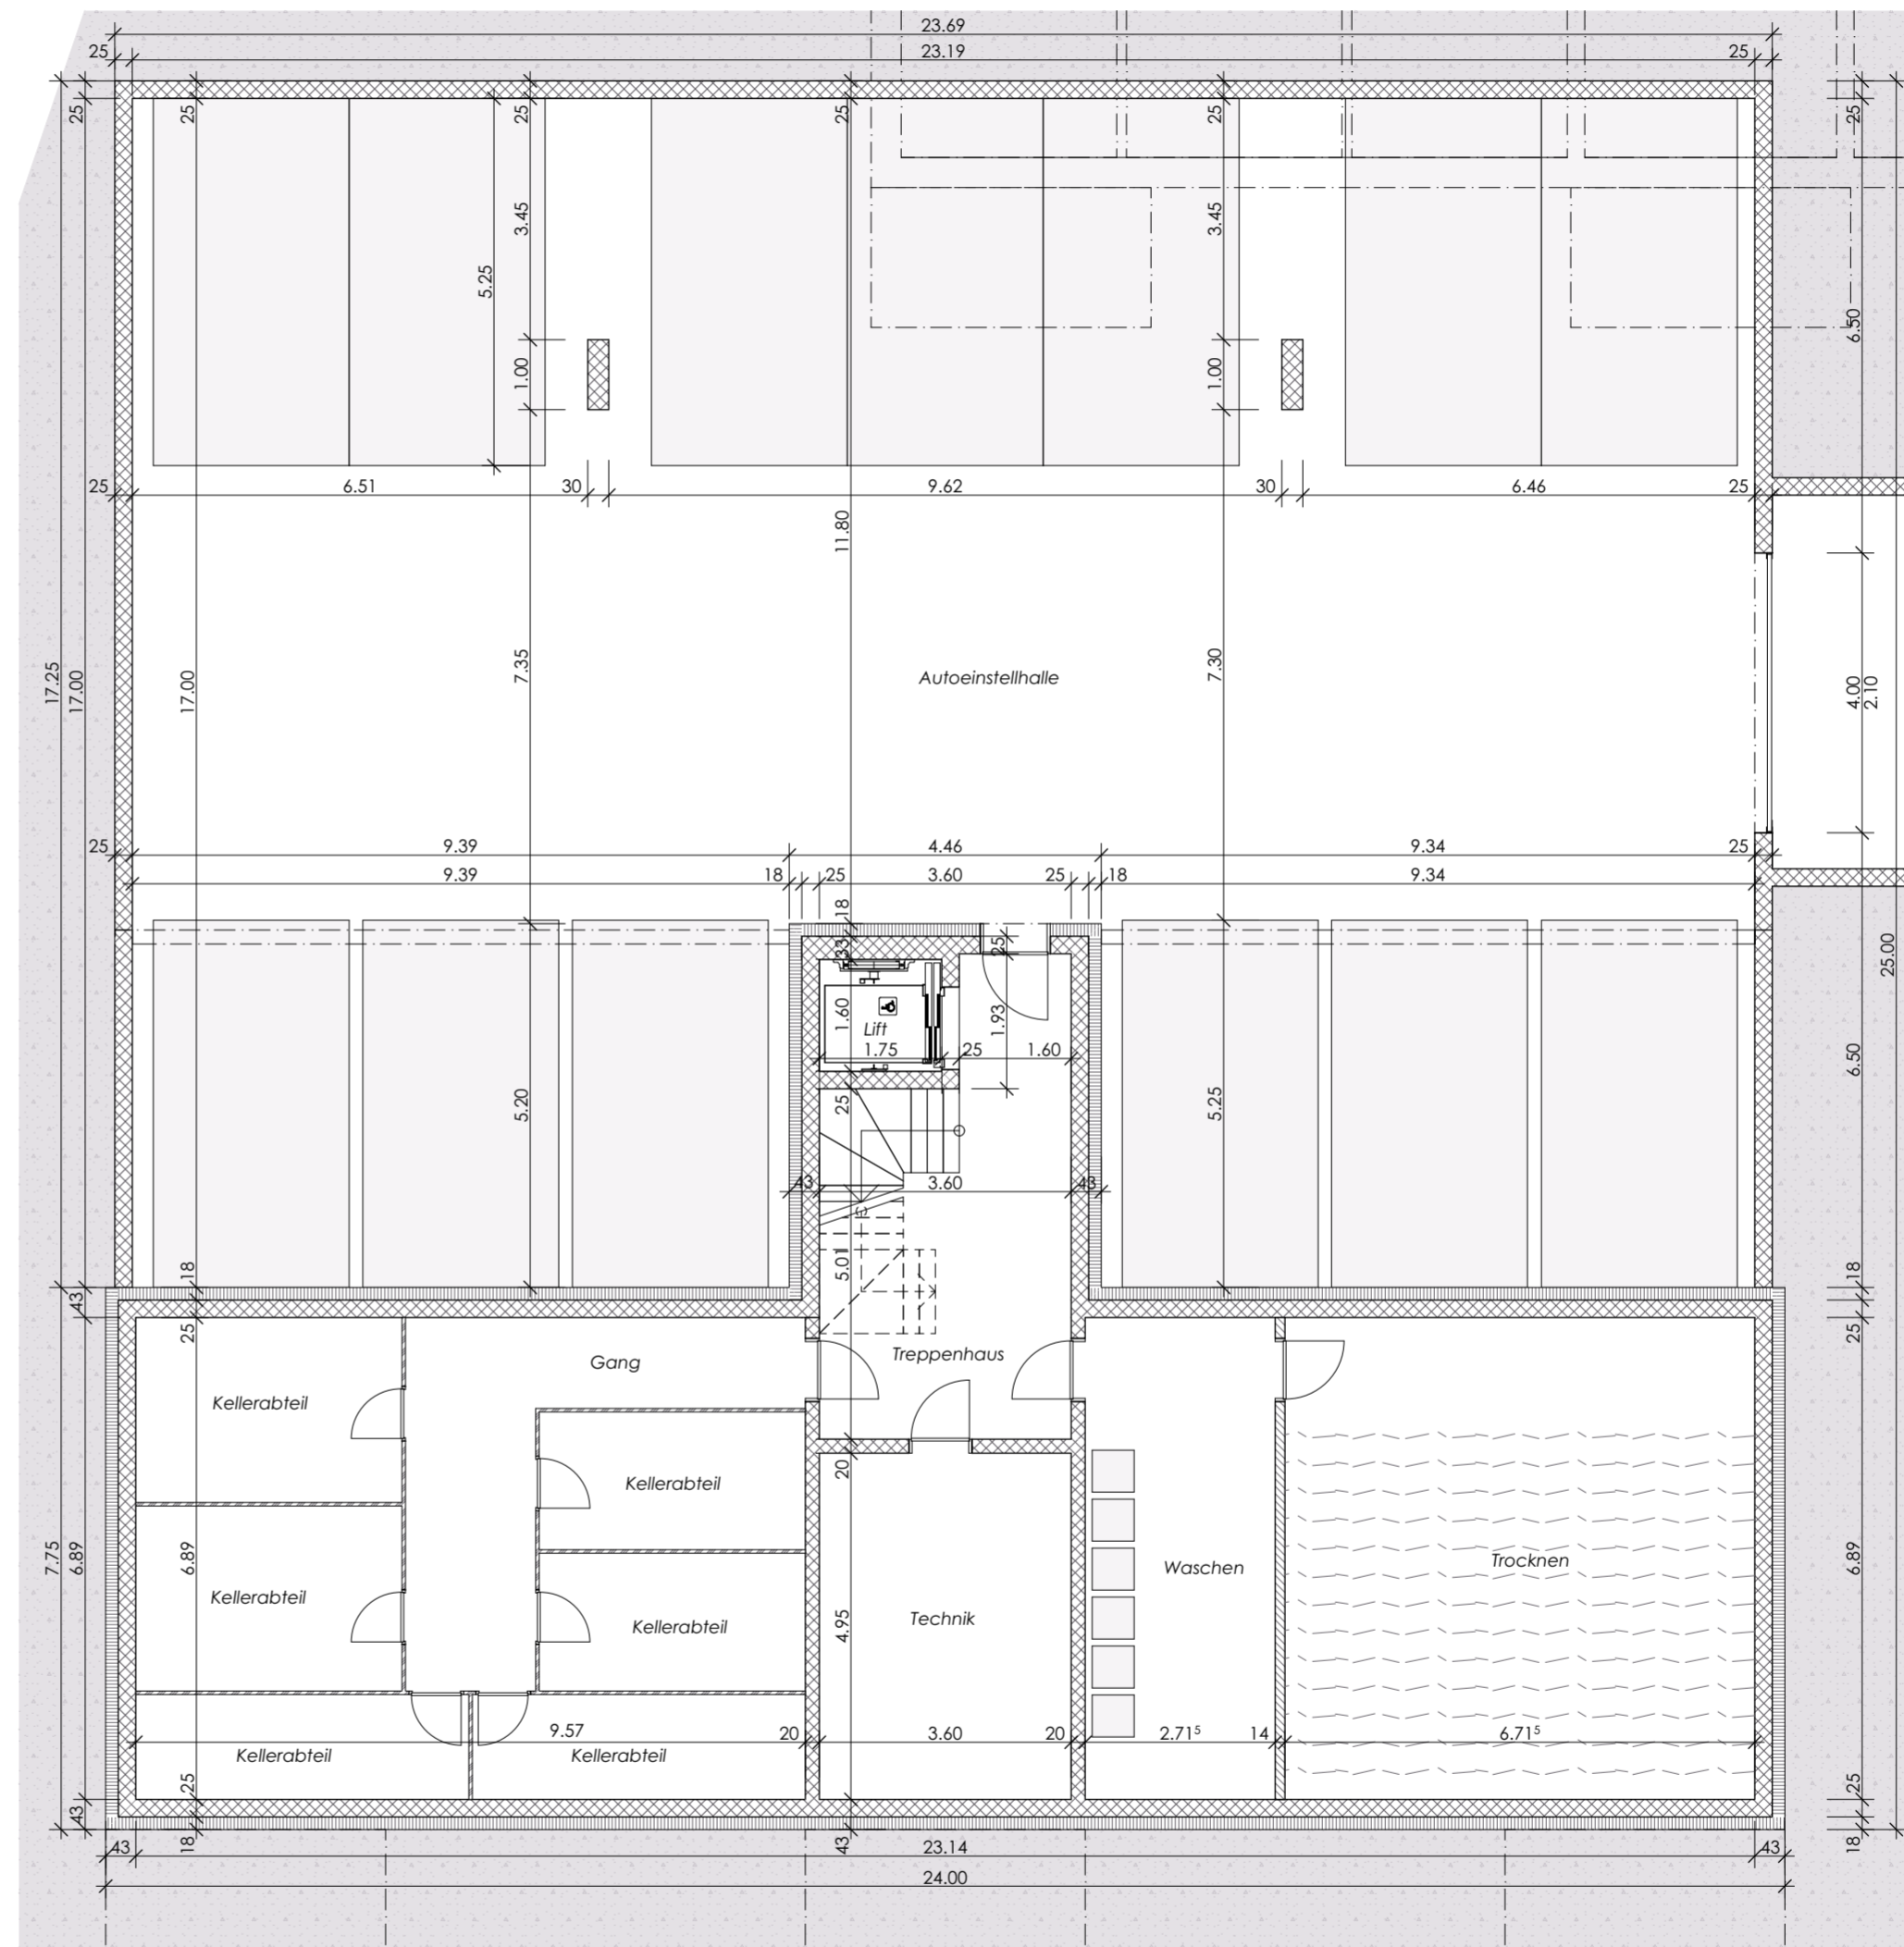 23.69
25 23.19 25
25 25 25 25 25 25
3.45 3.45
5.25
6.50
1.00 1.00
25 6.51 30 9.62 30 6.46 25
11.80
17.25 17.00 17.00 7.35 7.30 4.00 2.10
Autoeinstellhalle
25 9.39 4.46 9.34 25
9.39 18 25 3.60 25 18 9.34
18
33 25
25.00
1.60 1.93
Lift
1.75 25 1.60
6.50
5.20 25 5.25
43 3.60 43
5.01
18 18
43
25 25
Gang Treppenhaus
Kellerabteil
20
Kellerabteil
7.75 6.89 6.89 6.89
Waschen Trocknen
Kellerabteil
4.95
Technik
Kellerabteil
9.57 20 3.60 20 2.71⁵ 14 6.71⁵
Kellerabteil Kellerabteil
25 25
43
43 18 43 23.14 43 18
24.00